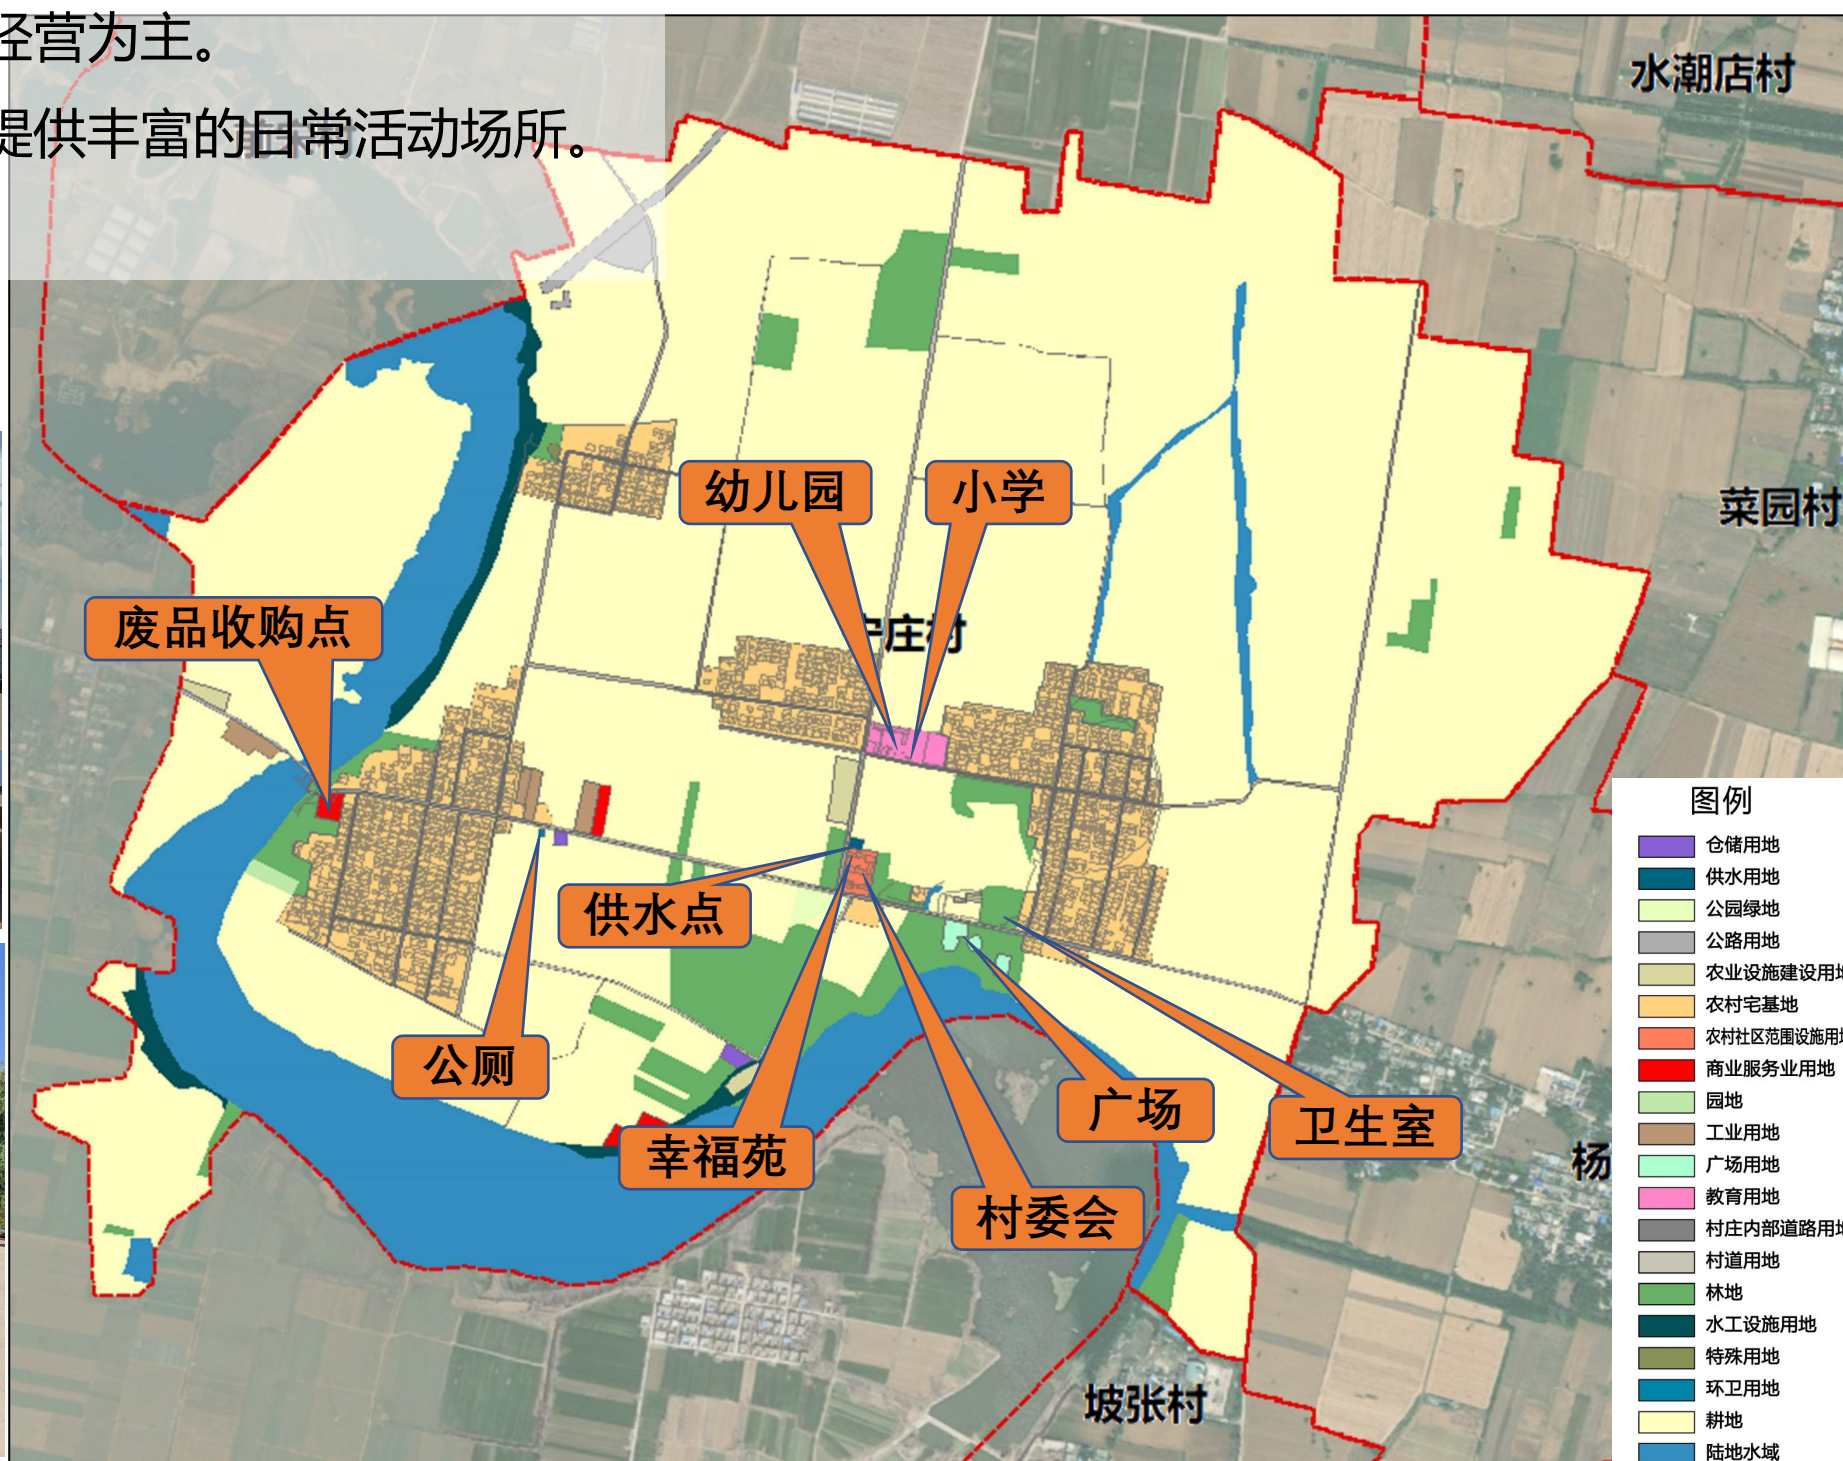 经营为主。
提供丰富的日常活动场所。
水潮店村
菜园村
幼儿园
小学
庄村
废品收购点
供水点
公厕
幸福苑
村委会
广场
卫生室
杨
坡张村
图例
仓储用地
供水用地
公园绿地
公路用地
农业设施建设用地
农村宅基地
农村社区范围设施用地
商业服务业用地
园地
工业用地
广场用地
教育用地
村庄内部道路用地
村道用地
林地
水工设施用地
特殊用地
环卫用地
耕地
陆地水域